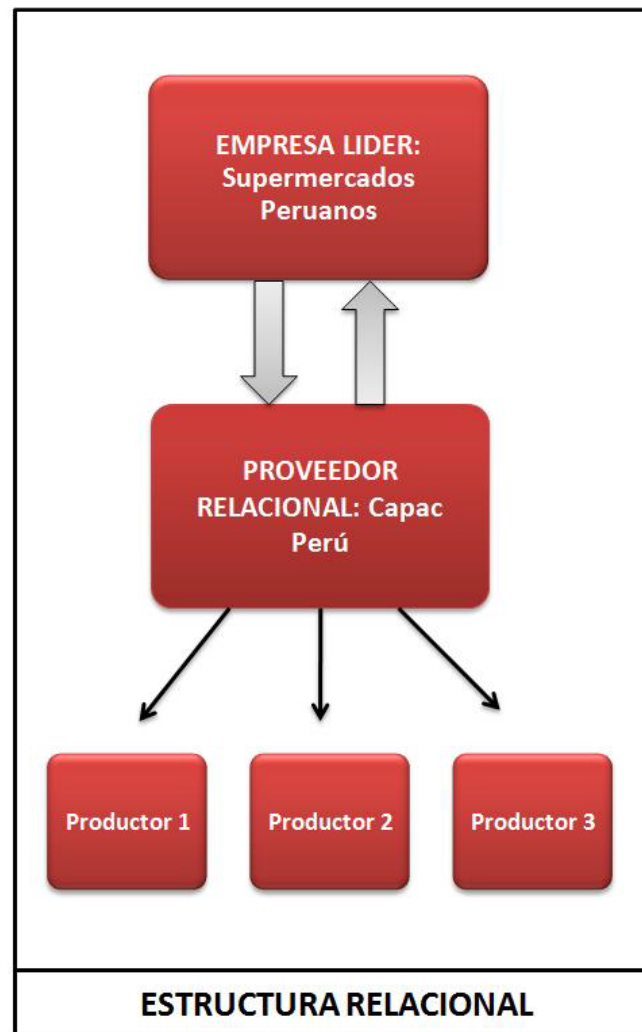 EMPRESA LIDER:
Supermercados
Peruanos
PROVEEDOR
RELACIONAL: Capac
Perú
Productor 1
Productor 2
Productor 3
ESTRUCTURA RELACIONAL